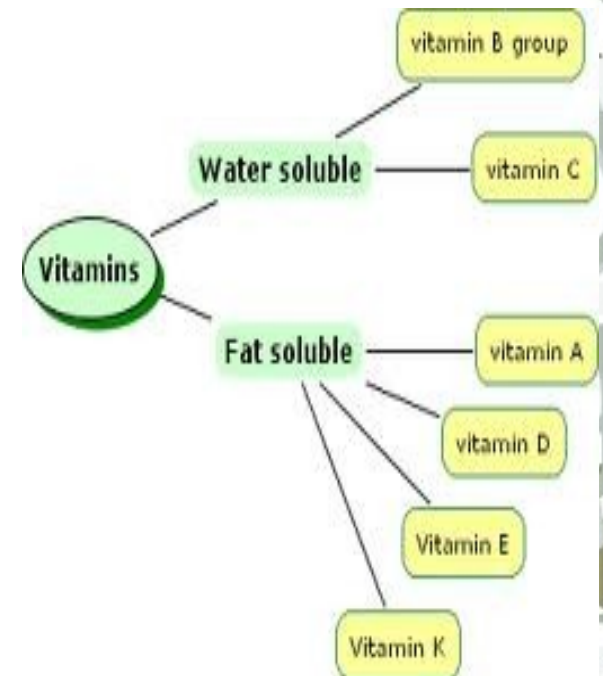 vitamin B group
Water soluble
vitamin C
Vitamins
Fat soluble
vitamin A
vitamin D
Vitamin E
Vitamin K